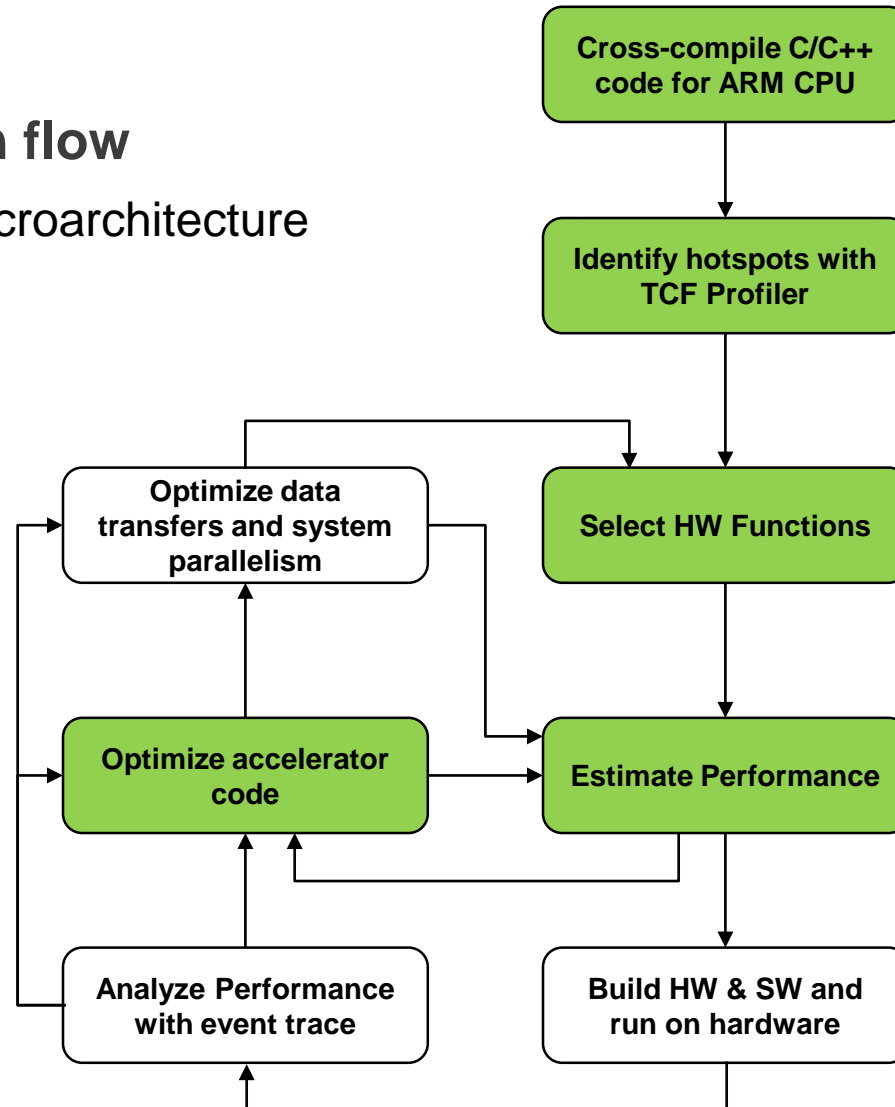 Cross-compile C/C++
code for ARM CPU
flow
croarchitecture
Identify hotspots with
TCF Profiler
Optimize data
transfers and system
parallelism
Select HW Functions
Optimize accelerator
code
Estimate Performance
Analyze Performance
with event trace
Build HW & SW and
run on hardware